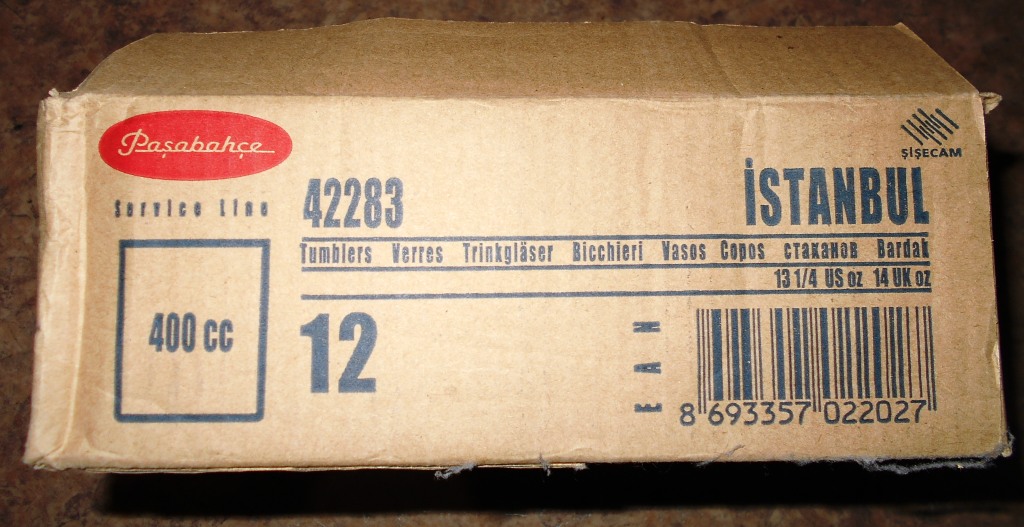 Paşabahçe
ŞİŞECAM
Service Line
42283 İSTANBUL
Tumblers Verres Trinkgläser Bicchieri Vasos Copos стаканов Bardak
13 1/4 US oz 14 UK oz
400 cc
12
EAN
8 693357 022027